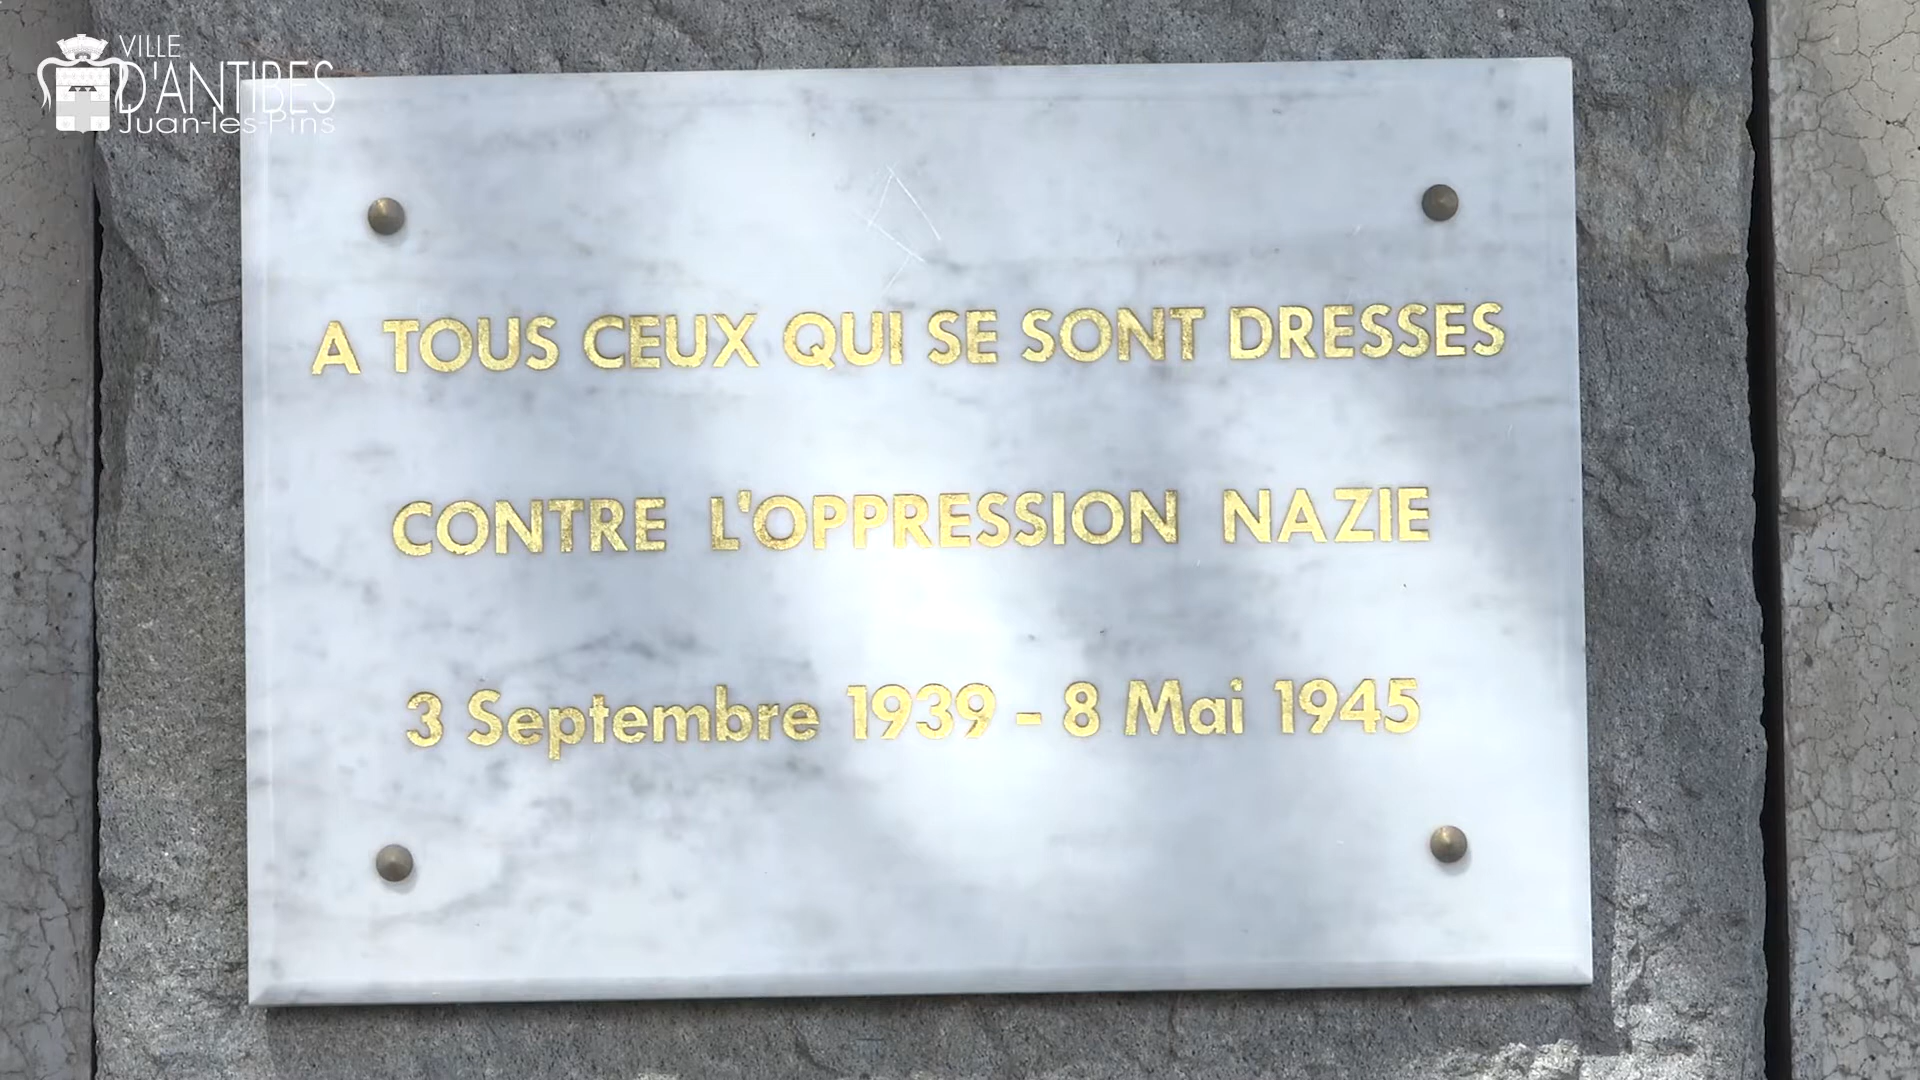 VILLE
D'ANTIBES
Juan-les-Pins
A TOUS CEUX QUI SE SONT DRESSES
CONTRE L'OPPRESSION NAZIE
3 Septembre 1939 - 8 Mai 1945